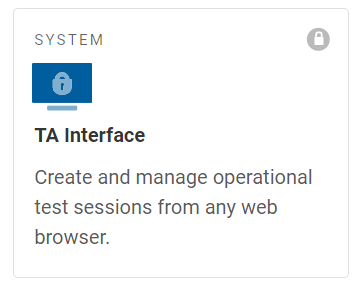 SYSTEM
TA Interface
Create and manage operational
test sessions from any web
browser.